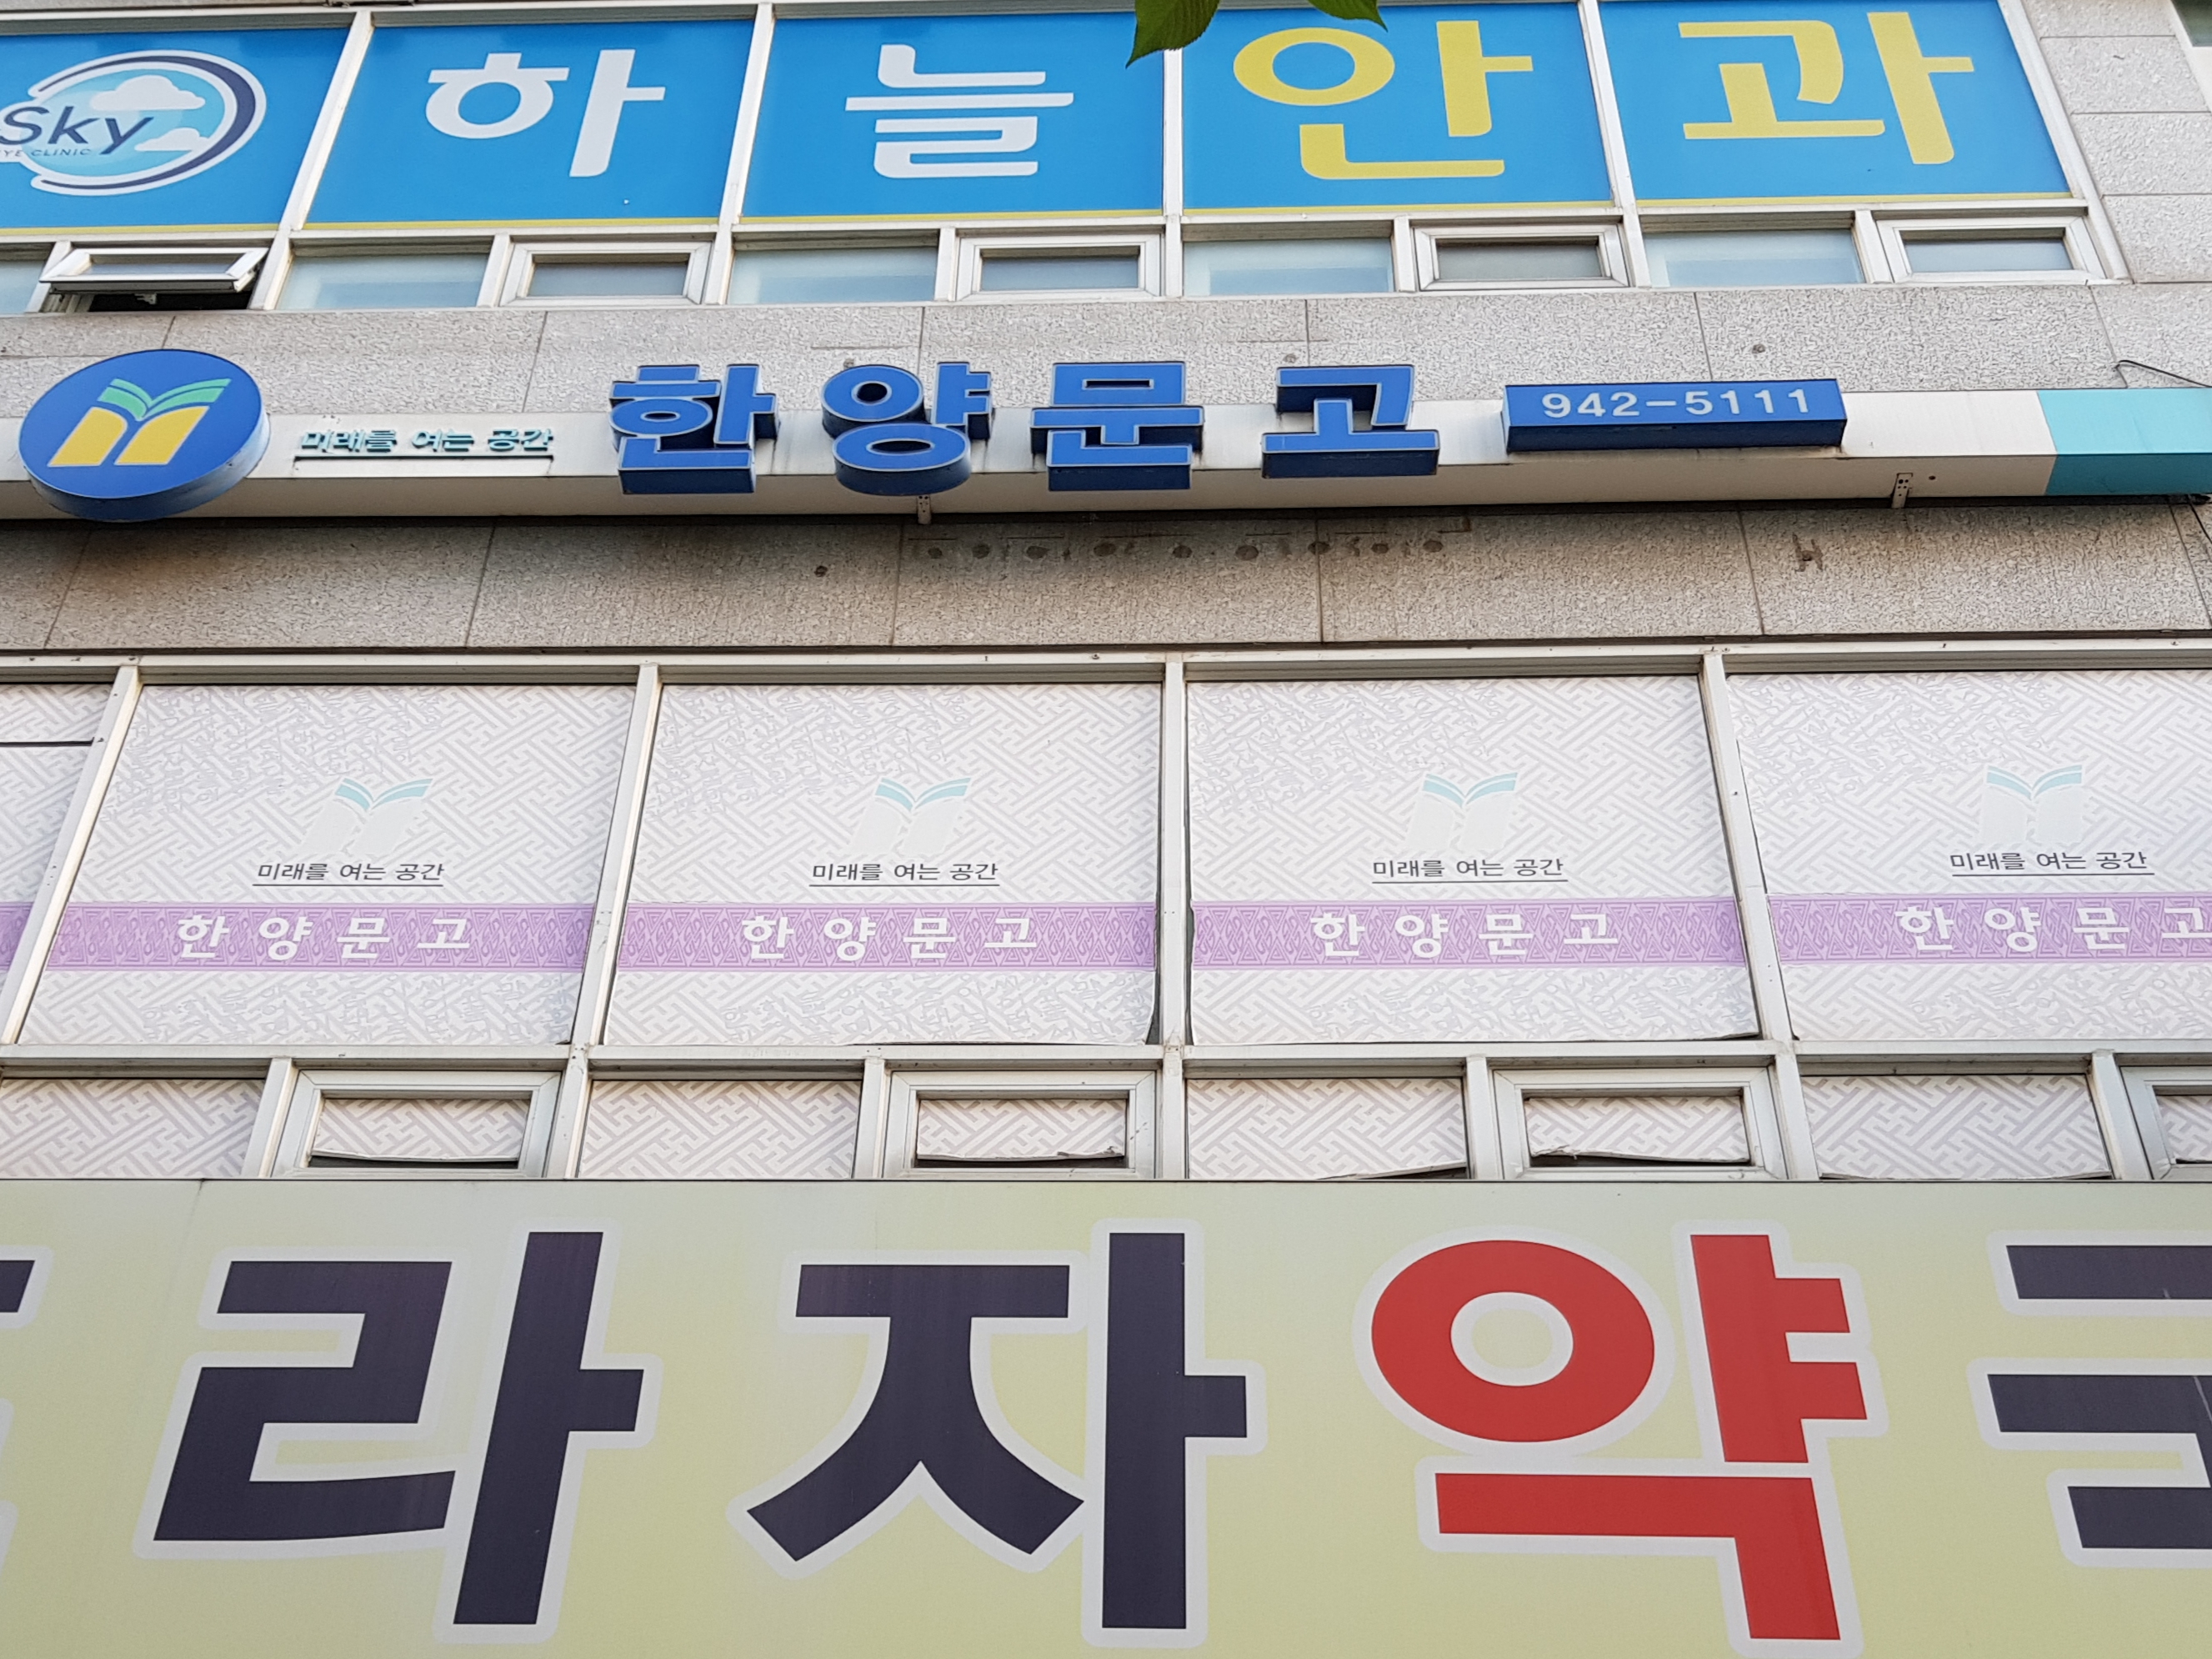 Sky
EYE CLINIC
하늘안과
미래를 여는 공간
한양문고
942-5111
미래를 여는 공간
한양문고
미래를 여는 공간
한양문고
미래를 여는 공간
한양문고
미래를 여는 공간
한양문고
라자약국